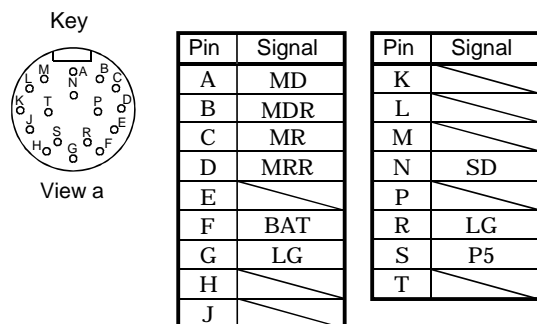 Key
A
B
C
D
E
F
G
H
J
K
L
M
N
P
R
S
T
View a
Pin Signal
A MD
B MDR
C MR
D MRR
E
F BAT
G LG
H
J
Pin Signal
K
L
M
N SD
P
R LG
S P5
T